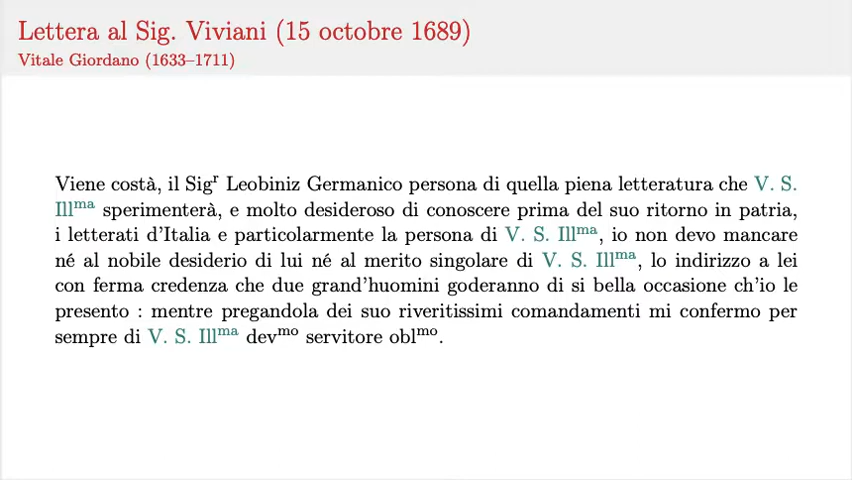 Lettera al Sig. Viviani (15 octobre 1689)
Vitale Giordano (1633–1711)
Viene costà, il Sigʳ Leobiniz Germanico persona di quella piena letteratura che V. S.
Illᵐᵃ sperimenterà, e molto desideroso di conoscere prima del suo ritorno in patria,
i letterati d'Italia e particolarmente la persona di V. S. Illᵐᵃ, io non devo mancare
né al nobile desiderio di lui né al merito singolare di V. S. Illᵐᵃ, lo indirizzo a lei
con ferma credenza che due grand'huomini goderanno di si bella occasione ch'io le
presento : mentre pregandola dei suo riveritissimi comandamenti mi confermo per
sempre di V. S. Illᵐᵃ devᵐᵒ servitore oblᵐᵒ.